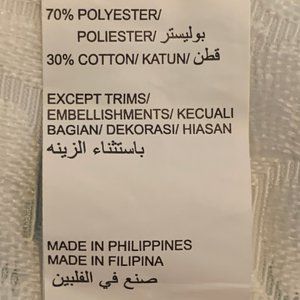 70% POLYESTER/
POLIESTER/ بوليستر
30% COTTON/ KATUN/ قطن
EXCEPT TRIMS/
EMBELLISHMENTS/ KECUALI
BAGIAN/ DEKORASI/ HIASAN
باستثناء الزينه
MADE IN PHILIPPINES
MADE IN FILIPINA
صنع في الفلبين